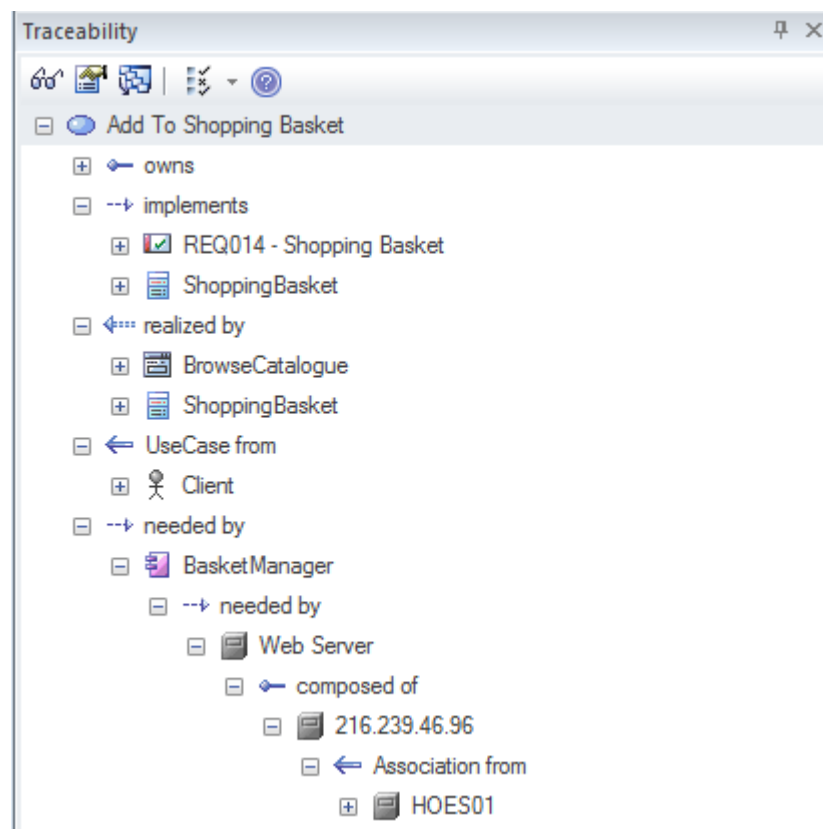 Traceability
Add To Shopping Basket
owns
implements
REQ014 - Shopping Basket
ShoppingBasket
realized by
BrowseCatalogue
ShoppingBasket
UseCase from
Client
needed by
BasketManager
needed by
Web Server
composed of
216.239.46.96
Association from
HOES01